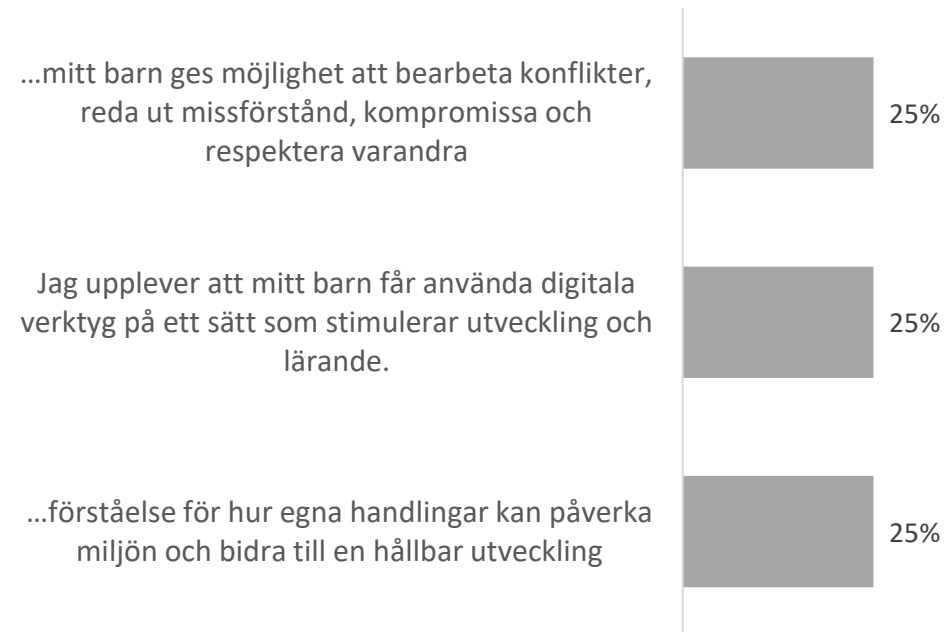 …mitt barn ges möjlighet att bearbeta konflikter,
reda ut missförstånd, kompromissa och
respektera varandra
25%
Jag upplever att mitt barn får använda digitala
verktyg på ett sätt som stimulerar utveckling och
lärande.
25%
…förståelse för hur egna handlingar kan påverka
miljön och bidra till en hållbar utveckling
25%